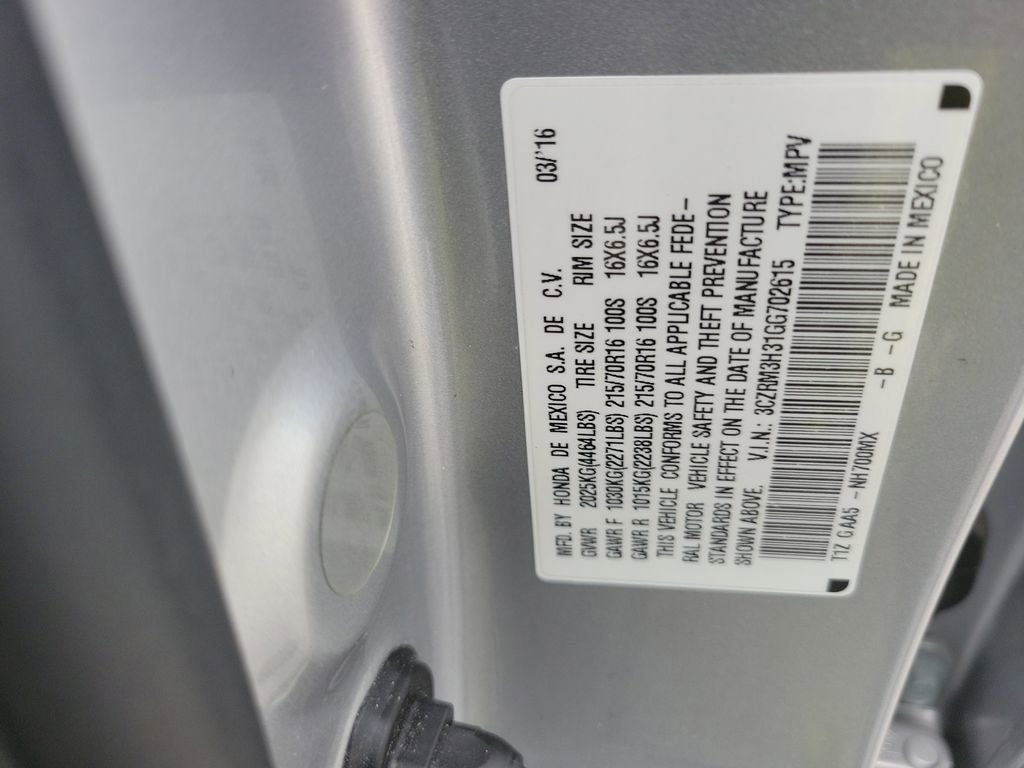 MFD. BY HONDA DE MEXICO S.A. DE C.V. 03/'16
GVWR 2025KG(4464LBS) TIRE SIZE RIM SIZE
GAWR F 1030KG(2271LBS) 215/70R16 100S 16X6.5J
GAWR R 1015KG(2238LBS) 215/70R16 100S 16X6.5J
THIS VEHICLE CONFORMS TO ALL APPLICABLE FEDE-
RAL MOTOR VEHICLE SAFETY AND THEFT PREVENTION
STANDARDS IN EFFECT ON THE DATE OF MANUFACTURE
SHOWN ABOVE. V.I.N.: 3CZRM3H31GG702615 TYPE:MPV
T1Z GAA5 -NH700MX -B -G MADE IN MEXICO